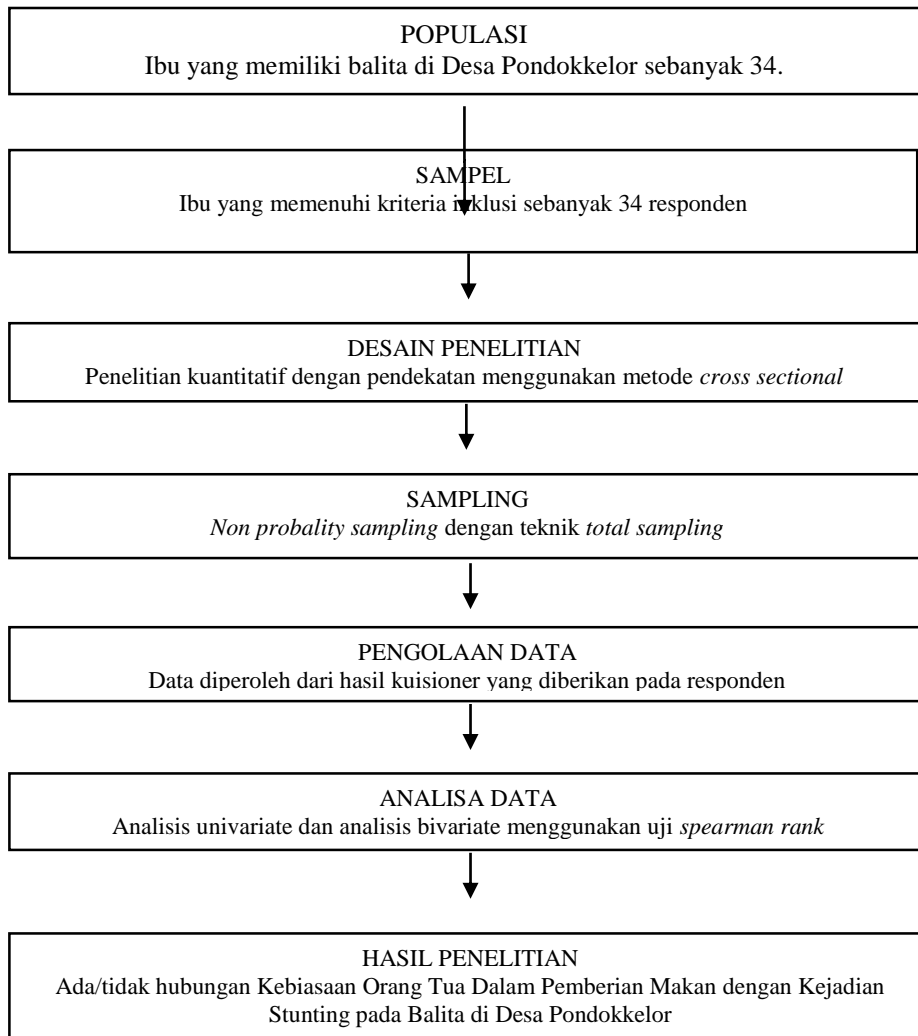 POPULASI
Ibu yang memiliki balita di Desa Pondokkelor sebanyak 34.
SAMPEL
Ibu yang memenuhi kriteria inklusi sebanyak 34 responden
DESAIN PENELITIAN
Penelitian kuantitatif dengan pendekatan menggunakan metode cross sectional
SAMPLING
Non probality sampling dengan teknik total sampling
PENGOLAAN DATA
Data diperoleh dari hasil kuisioner yang diberikan pada responden
ANALISA DATA
Analisis univariate dan analisis bivariate menggunakan uji spearman rank
HASIL PENELITIAN
Ada/tidak hubungan Kebiasaan Orang Tua Dalam Pemberian Makan dengan Kejadian
Stunting pada Balita di Desa Pondokkelor